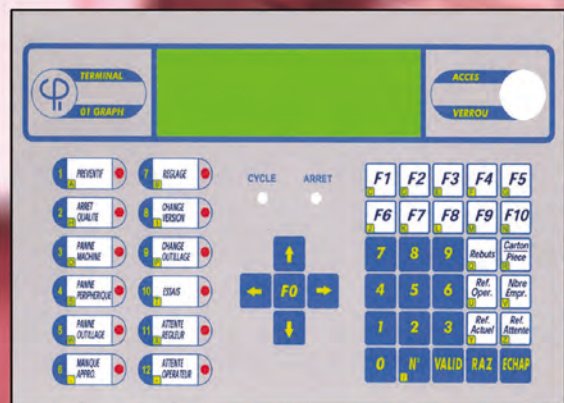 TERMINAL
01 GRAPH
ACCES
VERROU
1 PREVENTIF
2 ARRET
QUALITE
3 PANNE
MACHINE
4 PANNE
PERIPHERIQUE
5 PANNE
OUTILLAGE
6 MANQUE
APPRO.
7 REGLAGE
8 CHANGE
VERSION
9 CHANGE
OUTILLAGE
10 ESSAIS
11 ATTENTE
REGLEUR
12 ATTENTE
OPERATEUR
CYCLE ARRET
F0
F1 F2 F3 F4 F5
F6 F7 F8 F9 F10
7 8 9 Rebuts Carton
Piece
4 5 6 Ref.
Oper. Nbre
Empr.
1 2 3 Ref.
Actuel Ref.
Attente
0 N° VALID RAZ ECHAP